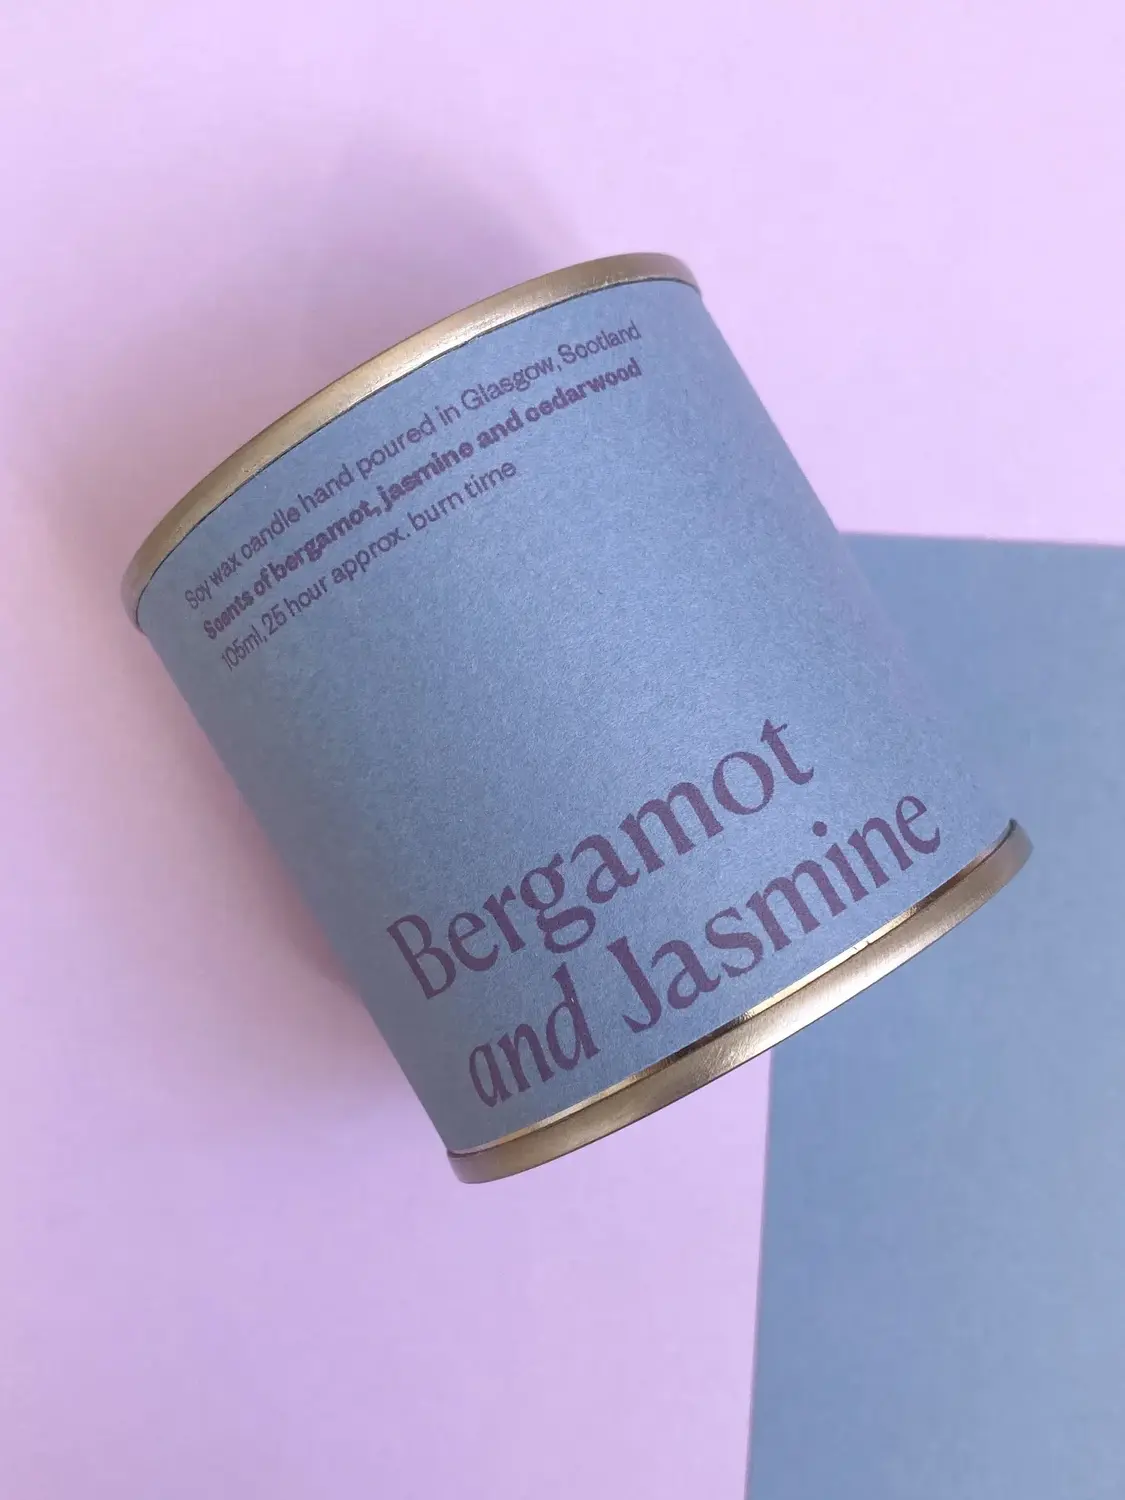 Soy wax candle hand poured in Glasgow, Scotland
Scents of bergamot, jasmine and cedarwood
105ml, 25 hour approx. burn time
Bergamot
and Jasmine